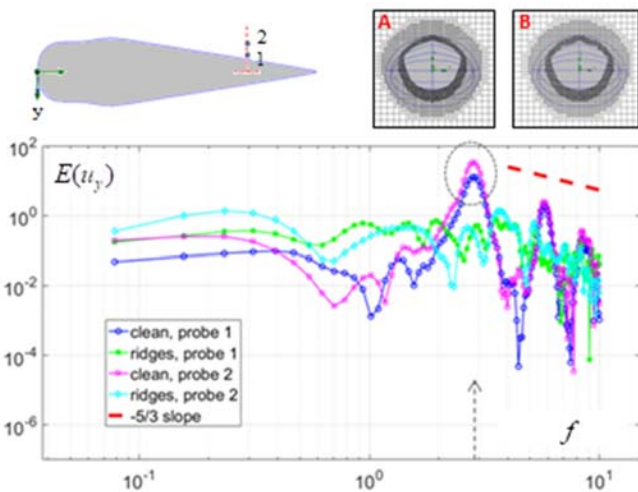 2
1
y
A
B
10^2
E(u_y)
10^0
10^-2
clean, probe 1
ridges, probe 1
10^-4
clean, probe 2
ridges, probe 2
-5/3 slope
f
10^-6
10^-1
10^0
10^1